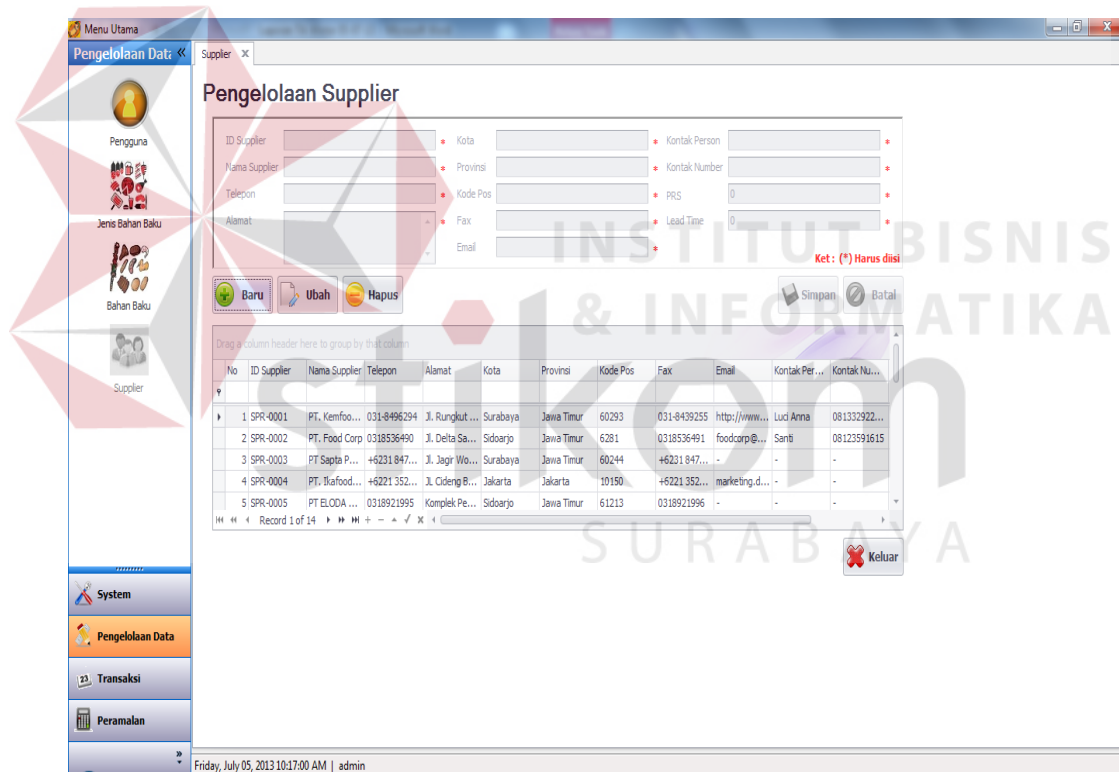 Menu Utama
Pengelolaan Data
Supplier X
Pengelolaan Supplier
Pengguna
Jenis Bahan Baku
Bahan Baku
Supplier
ID Supplier * Kota * Kontak Person *
Nama Supplier * Provinsi * Kontak Number *
Telepon * Kode Pos * PRS 0 *
Alamat * Fax * Lead Time 0 *
Email *
Ket : (*) Harus diisi
Baru Ubah Hapus Simpan Batal
Drag a column header here to group by that column
No ID Supplier Nama Supplier Telepon Alamat Kota Provinsi Kode Pos Fax Email Kontak Per... Kontak Nu...
1 SPR-0001 PT. Kemfoo... 031-8496294 Jl. Rungkut ... Surabaya Jawa Timur 60293 031-8439255 http://www... Luci Anna 081332922...
2 SPR-0002 PT. Food Corp 0318536490 Jl. Delta Sa... Sidoarjo Jawa Timur 6281 0318536491 foodcorp@... Santi 08123591615
3 SPR-0003 PT Sapta P... +6231 847... Jl. Jagir Wo... Surabaya Jawa Timur 60244 +6231 847... - -
4 SPR-0004 PT. Ikafood... +6221 352... JL Cideng B... Jakarta Jakarta 10150 +6221 352... marketing.d... - -
5 SPR-0005 PT ELODA ... 0318921995 Komplek Pe... Sidoarjo Jawa Timur 61213 0318921996 - - -
Record 1 of 14
Keluar
System
Pengelolaan Data
23 Transaksi
Peramalan
Friday, July 05, 2013 10:17:00 AM | admin
INSTITUT BISNIS
& INFORMATIKA
stikom
SURABAYA